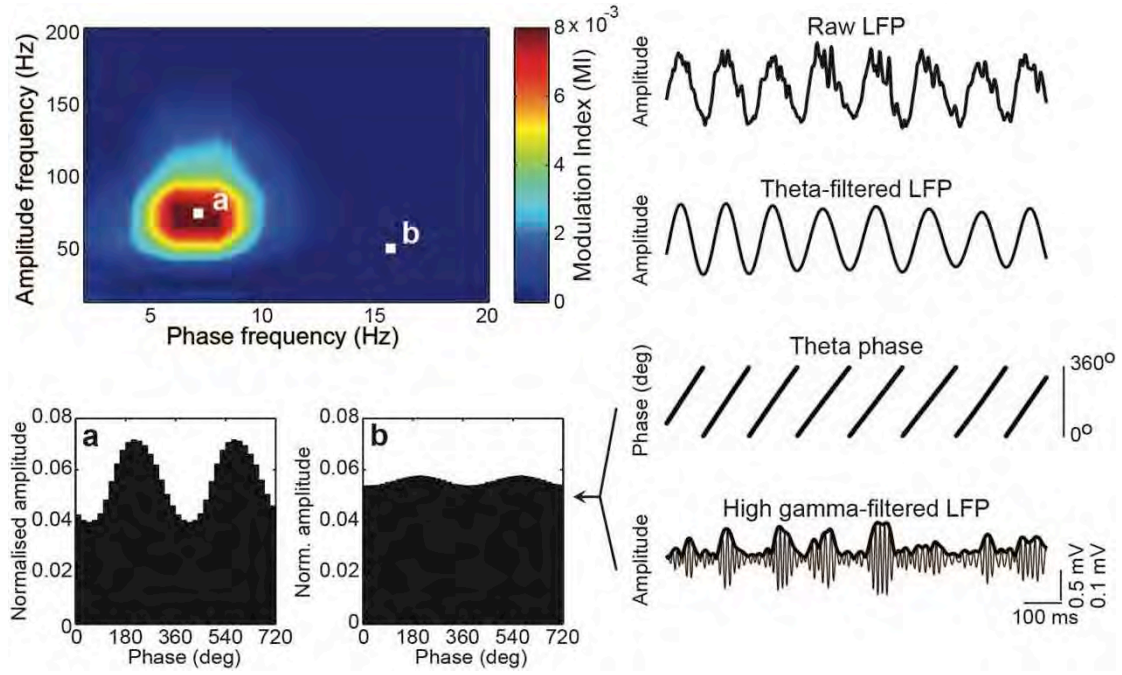 200
150
100
50
Amplitude frequency (Hz)
a
b
5
10
15
20
Phase frequency (Hz)
8 x 10-3
6
4
2
0
Modulation Index (MI)
Raw LFP
Amplitude
Theta-filtered LFP
Amplitude
Theta phase
Phase (deg)
360°
0°
High gamma-filtered LFP
Amplitude
0.5 mV
0.1 mV
100 ms
0.08
0.06
0.04
0.02
0
Normalised amplitude
a
0 180 360 540 720
Phase (deg)
0.08
0.06
0.04
0.02
0
Norm. amplitude
b
0 180 360 540 720
Phase (deg)